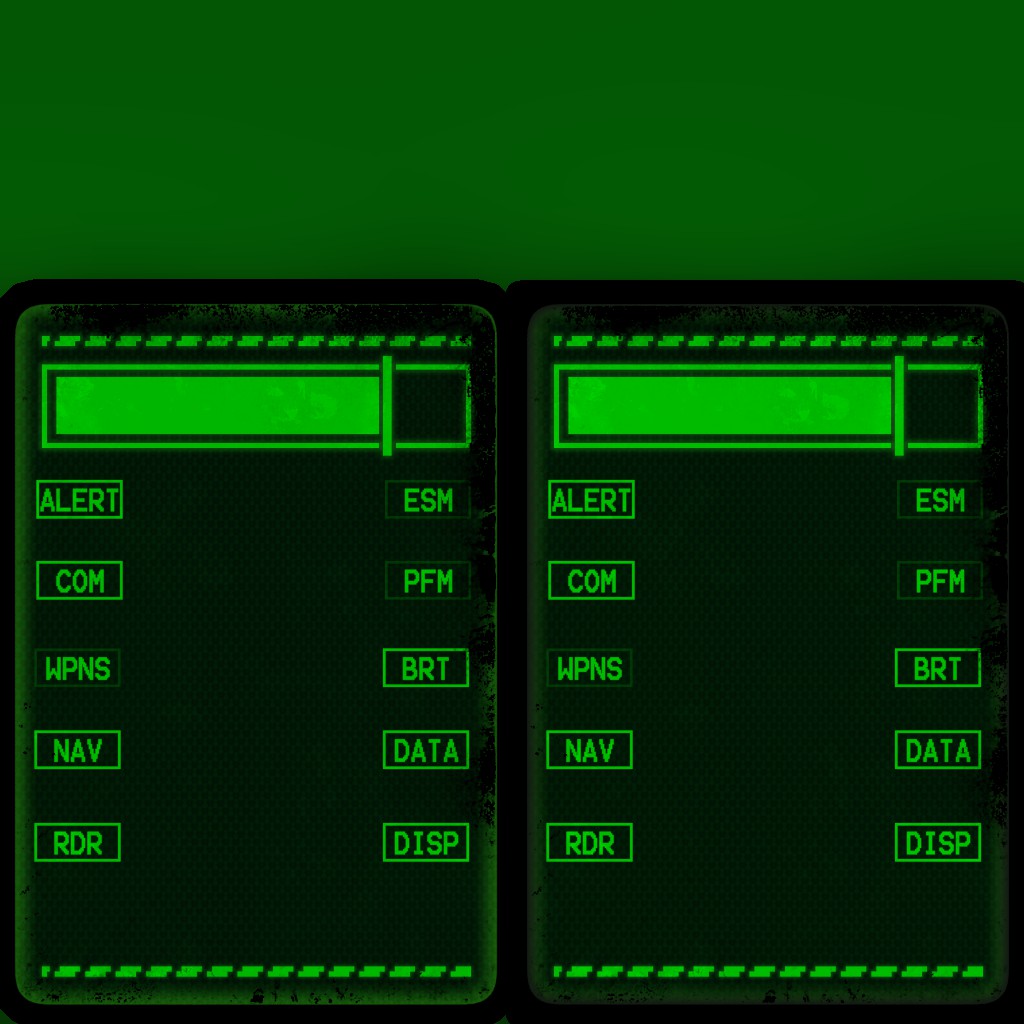 ALERT ESM ALERT ESM
COM PFM COM PFM
WPNS BRT WPNS BRT
NAV DATA NAV DATA
RDR DISP RDR DISP